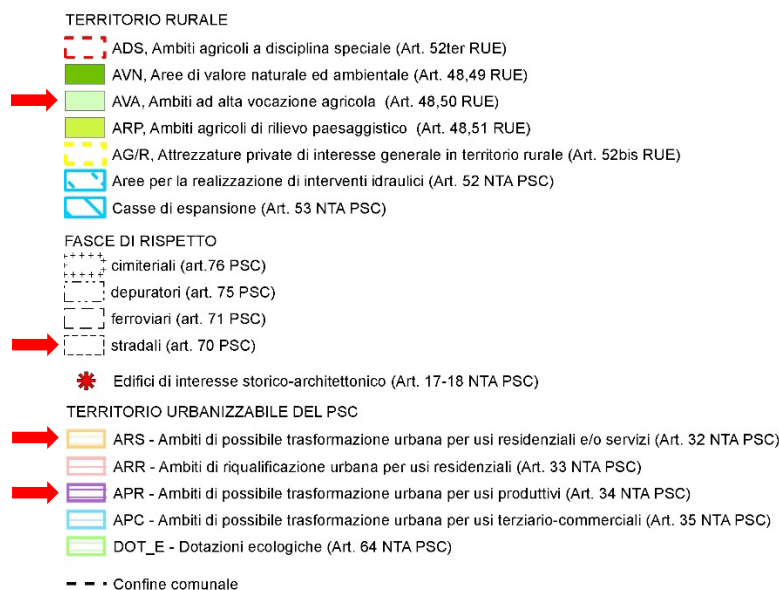 TERRITORIO RURALE
ADS, Ambiti agricoli a disciplina speciale (Art. 52ter RUE)
AVN, Aree di valore naturale ed ambientale (Art. 48,49 RUE)
AVA, Ambiti ad alta vocazione agricola (Art. 48,50 RUE)
ARP, Ambiti agricoli di rilievo paesaggistico (Art. 48,51 RUE)
AG/R, Attrezzature private di interesse generale in territorio rurale (Art. 52bis RUE)
Aree per la realizzazione di interventi idraulici (Art. 52 NTA PSC)
Casse di espansione (Art. 53 NTA PSC)
FASCE DI RISPETTO
cimiteriali (art.76 PSC)
depuratori (art. 75 PSC)
ferroviari (art. 71 PSC)
stradali (art. 70 PSC)
Edifici di interesse storico-architettonico (Art. 17-18 NTA PSC)
TERRITORIO URBANIZZABILE DEL PSC
ARS - Ambiti di possibile trasformazione urbana per usi residenziali e/o servizi (Art. 32 NTA PSC)
ARR - Ambiti di riqualificazione urbana per usi residenziali (Art. 33 NTA PSC)
APR - Ambiti di possibile trasformazione urbana per usi produttivi (Art. 34 NTA PSC)
APC - Ambiti di possibile trasformazione urbana per usi terziario-commerciali (Art. 35 NTA PSC)
DOT_E - Dotazioni ecologiche (Art. 64 NTA PSC)
Confine comunale